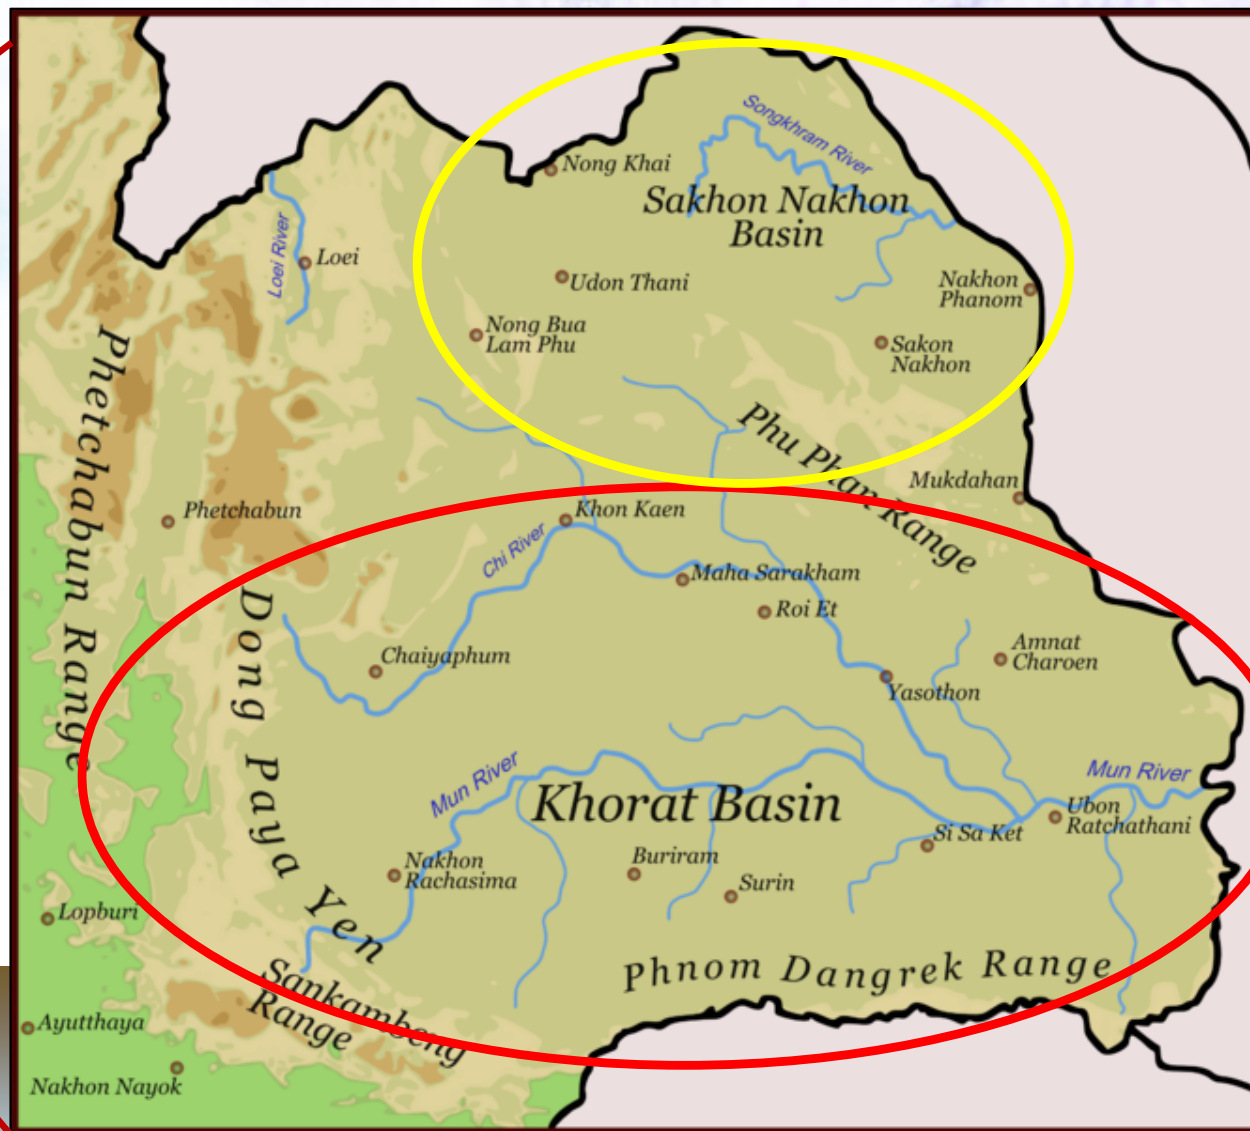 Songkhram River
Nong Khai
Sakhon Nakhon
Basin
Loei River
Loei
Udon Thani
Nakhon
Phanom
Nong Bua
Lam Phu
Sakon
Nakhon
Phetchabun Range
Phu Phan Range
Mukdahan
Phetchabun
Khon Kaen
Chi River
Maha Sarakham
Roi Et
Dong Paya Yen
Chaiyaphum
Amnat
Charoen
Yasothon
Mun River
Mun River
Khorat Basin
Ubon
Ratchathani
Si Sa Ket
Nakhon
Rachasima
Buriram
Surin
Lopburi
Phnom Dangrek Range
Sankambeng
Range
Ayutthaya
Nakhon Nayok